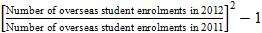 [Number of overseas student enrolments in 2012 / Number of overseas student enrolments in 2011]² − 1